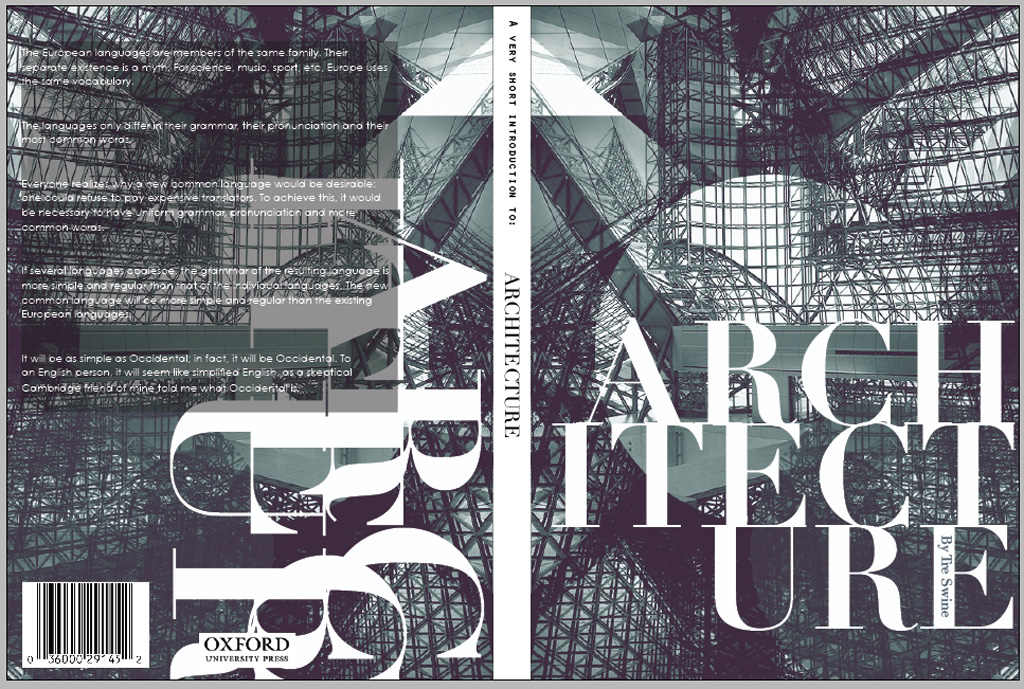 The European languages are members of the same family. Their
separate existence is a myth. For science, music, sport, etc, Europe uses
the same vocabulary.
The languages only differ in their grammar, their pronunciation and their
most common words.
Everyone realizes why a new common language would be desirable:
one could refuse to pay expensive translators. To achieve this, it would
be necessary to have uniform grammar, pronunciation and more
common words.
If several languages coalesce, the grammar of the resulting language is
more simple and regular than that of the individual languages. The new
common language will be more simple and regular than the existing
European languages.
It will be as simple as Occidental; in fact, it will be Occidental. To
an English person, it will seem like simplified English, as a skeptical
Cambridge friend of mine told me what Occidental is.
0 36000 29145 2
OXFORD
UNIVERSITY PRESS
A VERY SHORT INTRODUCTION TO:
ARCHITECTURE
ARCH
ITECT
URE
By Tre Swine